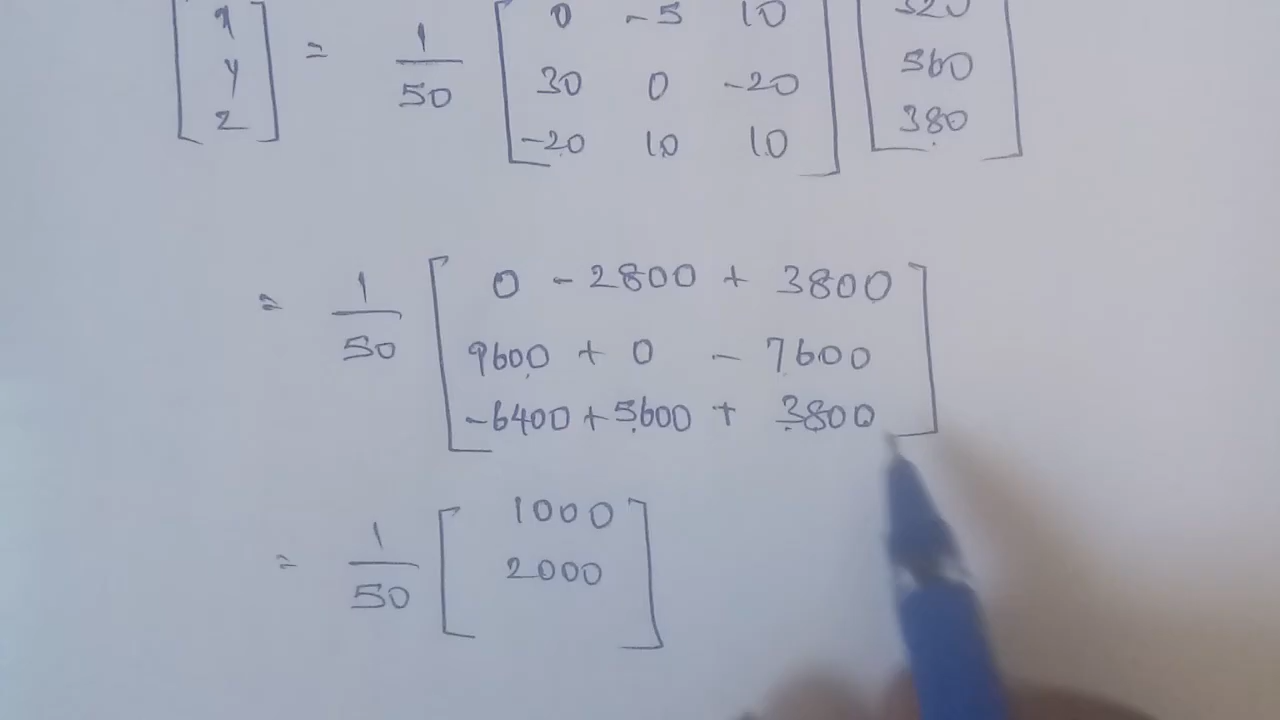 [x y z] = 1/50 [0 -5 10; 30 0 -20; -20 10 10] [320; 560; 380]
= 1/50 [0 - 2800 + 3800; 9600 + 0 - 7600; -6400 + 5600 + 3800]
= 1/50 [1000; 2000]